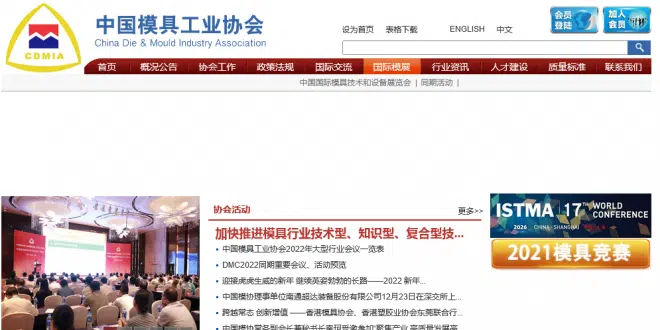 中国模具工业协会
China Die & Mould Industry Association
CDMIA
设为首页 表格下载 ENGLISH 中文
会员登陆
加入会员
首页 概况公告 协会工作 政策法规 国际交流 国际模展 行业资讯 人才建设 质量标准 联系我们
中国国际模具技术和设备展览会 | 同期活动 |
协会活动 更多>>
加快推进模具行业技术型、知识型、复合型技...
中国模具工业协会2022年大型行业会议一览表
DMC2022同期重要会议、活动预览
迎接虎虎生威的新年 继续英姿勃勃的长路——2022 新年...
中国模协理事单位南通超达装备股份有限公司12月23日在深交所上...
跨越常态 创新增值 ——香港模具协会、香港塑胶业协会东莞联合行...
ISTMA 17th WORLD CONFERENCE
2026 CHINA·SHANGHAI
2021模具竞赛